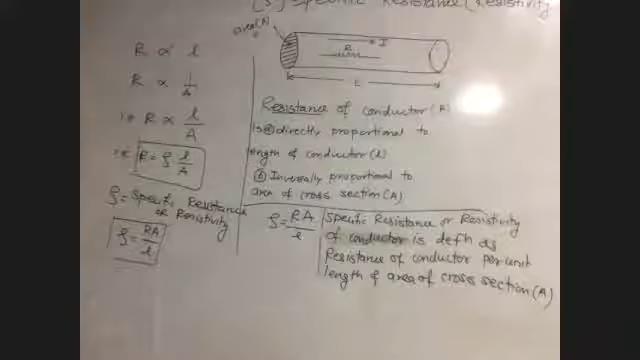 (3) Specific Resistance (Resistivity
area(A)
I
R
L
R ∝ l
R ∝ 1/A
R ∝ l/A
R = ρ l/A
ρ = Specific Resistance
or Resistivity
ρ = RA/l
Resistance of conductor (R)
is ⓐ directly proportional to
length of conductor (l)
ⓑ Inversally proportional to
area of cross section (A)
ρ = RA/l
Specific Resistance or Resistivity
of conductor is defn as
Resistance of conductor per unit
length & area of cross section (A)